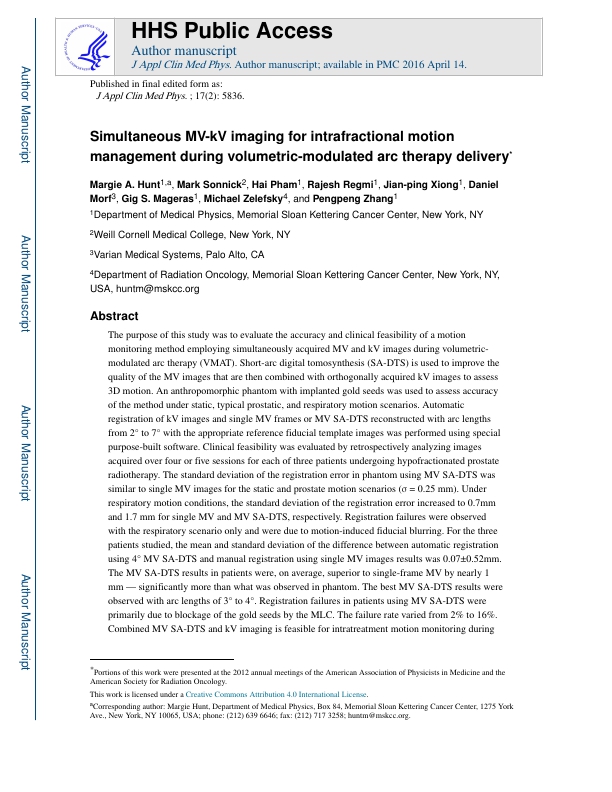 HHS Public Access
Author manuscript
J Appl Clin Med Phys. Author manuscript; available in PMC 2016 April 14.
Published in final edited form as:
J Appl Clin Med Phys. ; 17(2): 5836.
Simultaneous MV-kV imaging for intrafractional motion
management during volumetric-modulated arc therapy delivery*
Margie A. Hunt1,a, Mark Sonnick2, Hai Pham1, Rajesh Regmi1, Jian-ping Xiong1, Daniel
Morf3, Gig S. Mageras1, Michael Zelefsky4, and Pengpeng Zhang1
1Department of Medical Physics, Memorial Sloan Kettering Cancer Center, New York, NY
2Weill Cornell Medical College, New York, NY
3Varian Medical Systems, Palo Alto, CA
4Department of Radiation Oncology, Memorial Sloan Kettering Cancer Center, New York, NY,
USA, huntm@mskcc.org
Abstract
The purpose of this study was to evaluate the accuracy and clinical feasibility of a motion
monitoring method employing simultaneously acquired MV and kV images during volumetric-
modulated arc therapy (VMAT). Short-arc digital tomosynthesis (SA-DTS) is used to improve the
quality of the MV images that are then combined with orthogonally acquired kV images to assess
3D motion. An anthropomorphic phantom with implanted gold seeds was used to assess accuracy
of the method under static, typical prostatic, and respiratory motion scenarios. Automatic
registration of kV images and single MV frames or MV SA-DTS reconstructed with arc lengths
from 2° to 7° with the appropriate reference fiducial template images was performed using special
purpose-built software. Clinical feasibility was evaluated by retrospectively analyzing images
acquired over four or five sessions for each of three patients undergoing hypofractionated prostate
radiotherapy. The standard deviation of the registration error in phantom using MV SA-DTS was
similar to single MV images for the static and prostate motion scenarios (σ = 0.25 mm). Under
respiratory motion conditions, the standard deviation of the registration error increased to 0.7mm
and 1.7 mm for single MV and MV SA-DTS, respectively. Registration failures were observed
with the respiratory scenario only and were due to motion-induced fiducial blurring. For the three
patients studied, the mean and standard deviation of the difference between automatic registration
using 4° MV SA-DTS and manual registration using single MV images results was 0.07±0.52mm.
The MV SA-DTS results in patients were, on average, superior to single-frame MV by nearly 1
mm — significantly more than what was observed in phantom. The best MV SA-DTS results were
observed with arc lengths of 3° to 4°. Registration failures in patients using MV SA-DTS were
primarily due to blockage of the gold seeds by the MLC. The failure rate varied from 2% to 16%.
Combined MV SA-DTS and kV imaging is feasible for intratreatment motion monitoring during
*Portions of this work were presented at the 2012 annual meetings of the American Association of Physicists in Medicine and the
American Society for Radiation Oncology.
This work is licensed under a Creative Commons Attribution 4.0 International License.
aCorresponding author: Margie Hunt, Department of Medical Physics, Box 84, Memorial Sloan Kettering Cancer Center, 1275 York
Ave., New York, NY 10065, USA; phone: (212) 639 6646; fax: (212) 717 3258; huntm@mskcc.org.
Author Manuscript
Author Manuscript
Author Manuscript
Author Manuscript